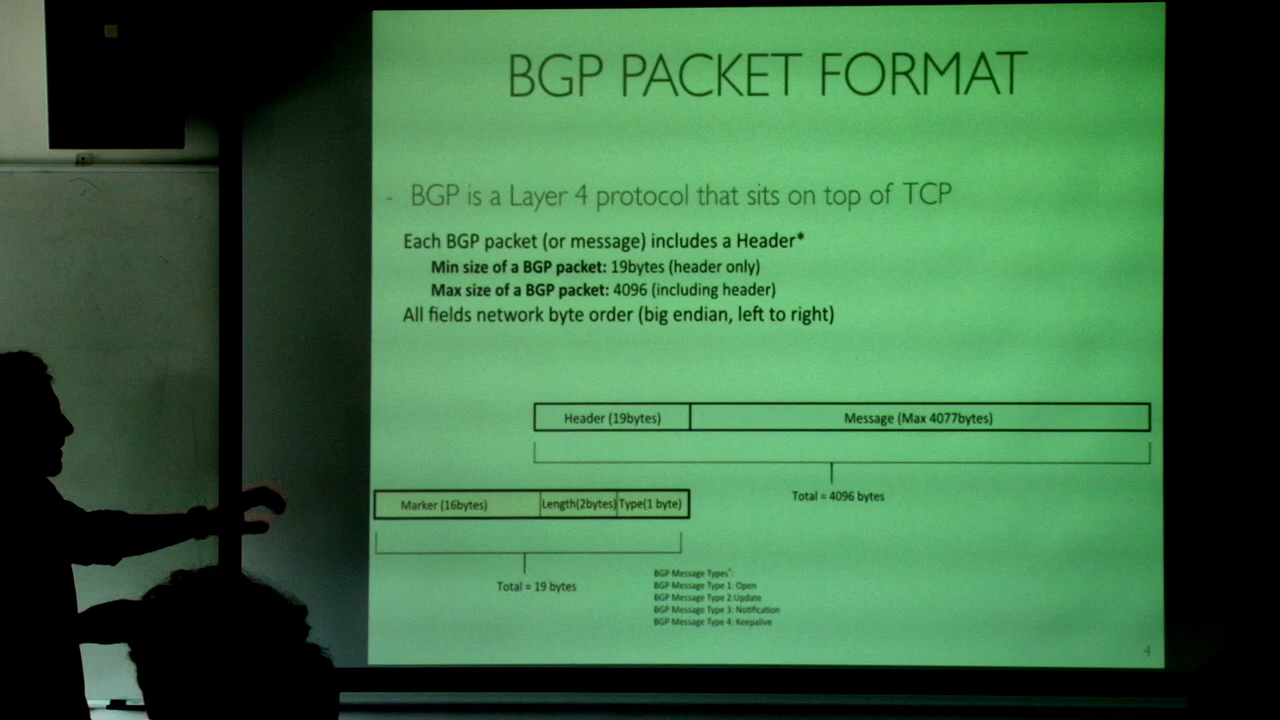 BGP PACKET FORMAT
- BGP is a Layer 4 protocol that sits on top of TCP
Each BGP packet (or message) includes a Header*
Min size of a BGP packet: 19bytes (header only)
Max size of a BGP packet: 4096 (including header)
All fields network byte order (big endian, left to right)
Header (19bytes) Message (Max 4077bytes)
Total = 4096 bytes
Marker (16bytes) Length(2bytes) Type(1 byte)
Total = 19 bytes
BGP Message Types*:
BGP Message Type 1: Open
BGP Message Type 2:Update
BGP Message Type 3: Notification
BGP Message Type 4: Keepalive
4